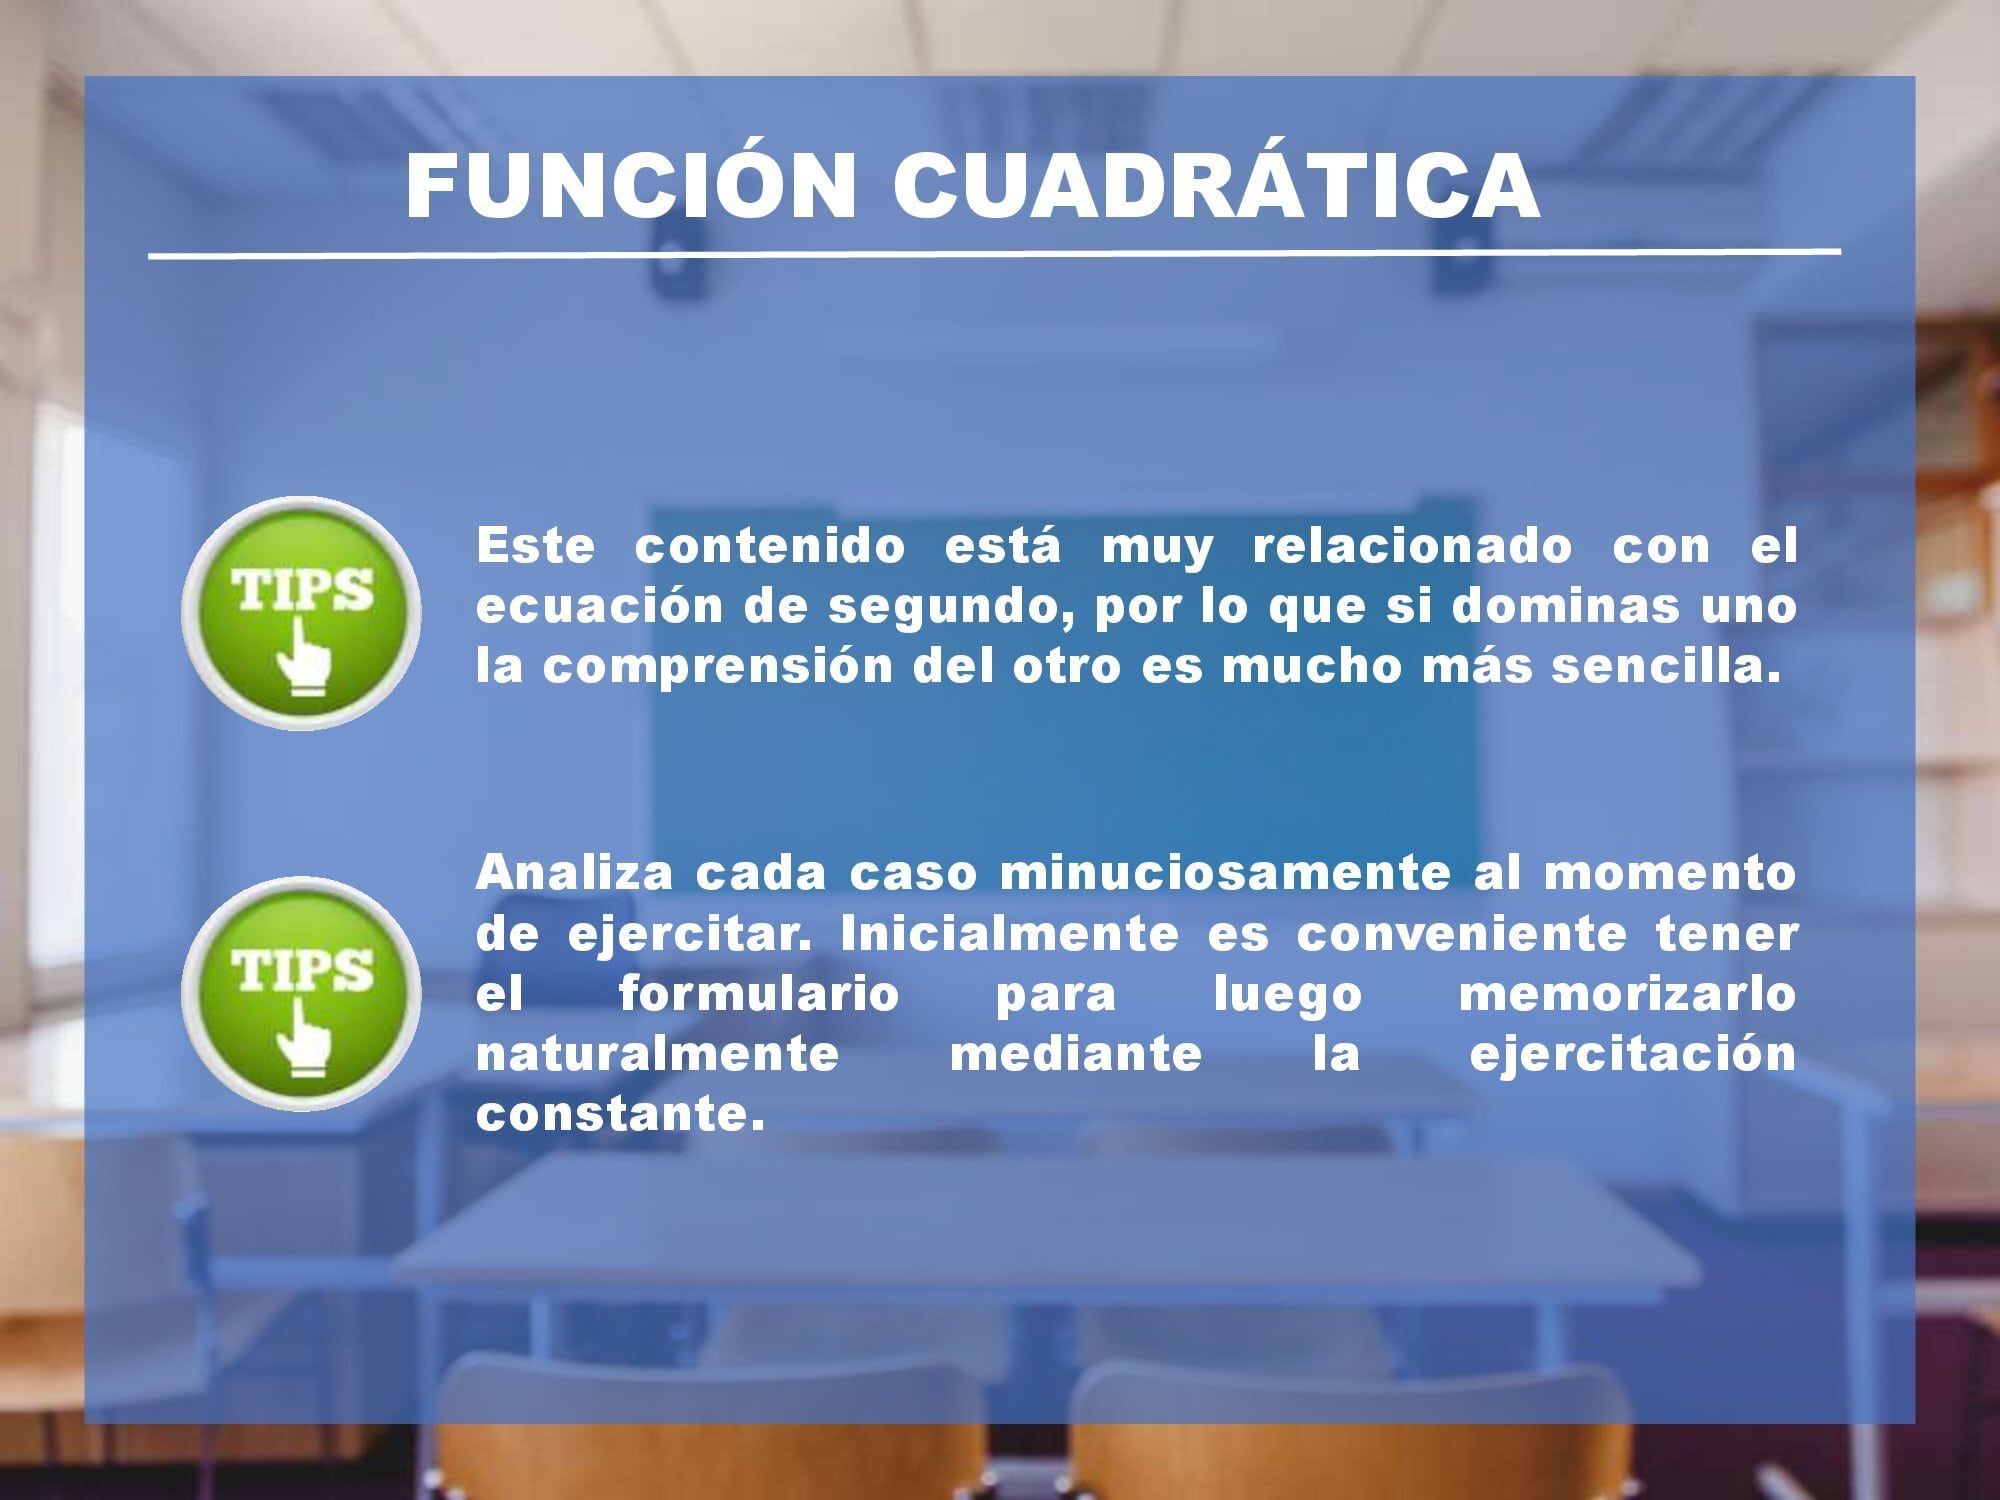 FUNCIÓN CUADRÁTICA
TIPS
Este contenido está muy relacionado con el
ecuación de segundo, por lo que si dominas uno
la comprensión del otro es mucho más sencilla.
TIPS
Analiza cada caso minuciosamente al momento
de ejercitar. Inicialmente es conveniente tener
el formulario para luego memorizarlo
naturalmente mediante la ejercitación
constante.